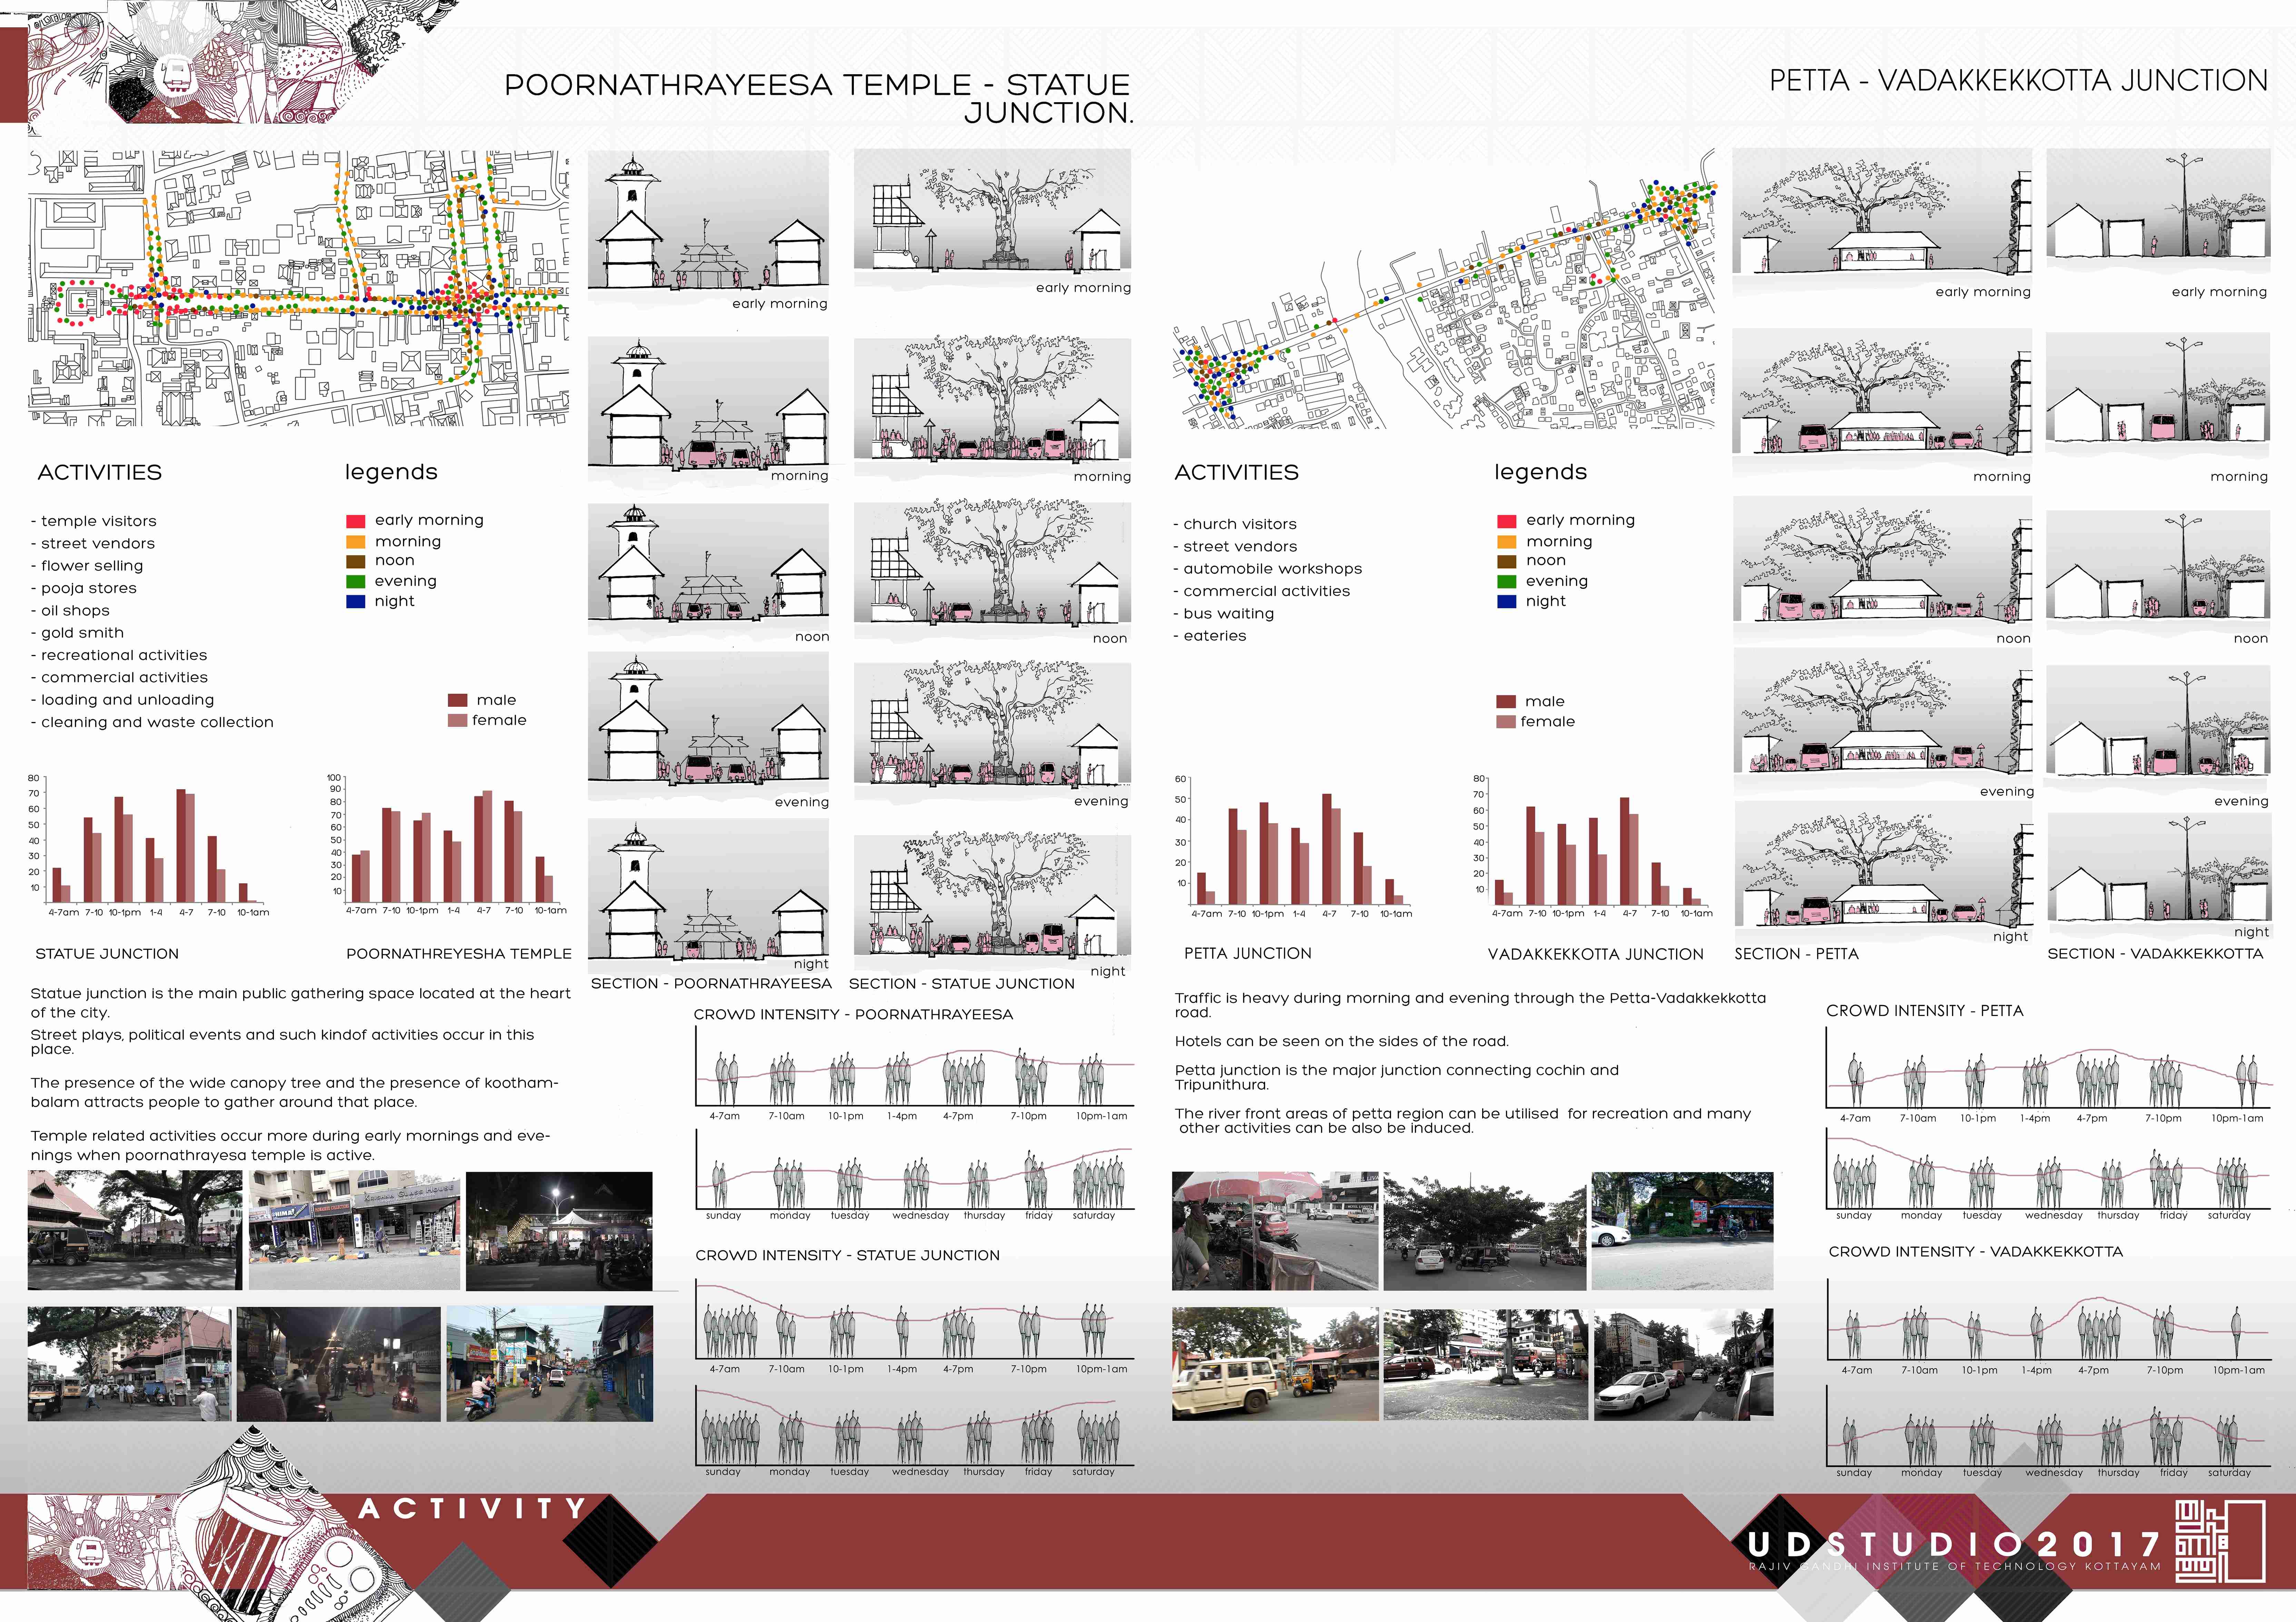 POORNATHRAYEESA TEMPLE - STATUE
JUNCTION.
PETTA - VADAKKEKKOTTA JUNCTION
ACTIVITIES
- temple visitors
- street vendors
- flower selling
- pooja stores
- oil shops
- gold smith
- recreational activities
- commercial activities
- loading and unloading
- cleaning and waste collection
legends
early morning
morning
noon
evening
night
male
female
80
70
60
50
40
30
20
10
4-7am 7-10 10-1pm 1-4 4-7 7-10 10-1am
STATUE JUNCTION
100
90
80
70
60
50
40
30
20
10
4-7am 7-10 10-1pm 1-4 4-7 7-10 10-1am
POORNATHREYESHA TEMPLE
early morning
morning
noon
evening
night
SECTION - POORNATHRAYEESA
early morning
morning
noon
evening
night
SECTION - STATUE JUNCTION
Statue junction is the main public gathering space located at the heart
of the city.
Street plays, political events and such kindof activities occur in this
place.
The presence of the wide canopy tree and the presence of kootham-
balam attracts people to gather around that place.
Temple related activities occur more during early mornings and eve-
nings when poornathrayesa temple is active.
KRISHNA GLASS HOUSE
CROWD INTENSITY - POORNATHRAYEESA
4-7am 7-10am 10-1pm 1-4pm 4-7pm 7-10pm 10pm-1am
sunday monday tuesday wednesday thursday friday saturday
CROWD INTENSITY - STATUE JUNCTION
4-7am 7-10am 10-1pm 1-4pm 4-7pm 7-10pm 10pm-1am
sunday monday tuesday wednesday thursday friday saturday
ACTIVITIES
- church visitors
- street vendors
- automobile workshops
- commercial activities
- bus waiting
- eateries
legends
early morning
morning
noon
evening
night
male
female
60
50
40
30
20
10
4-7am 7-10 10-1pm 1-4 4-7 7-10 10-1am
PETTA JUNCTION
80
70
60
50
40
30
20
10
4-7am 7-10 10-1pm 1-4 4-7 7-10 10-1am
VADAKKEKKOTTA JUNCTION
early morning
morning
noon
evening
night
SECTION - PETTA
early morning
morning
noon
evening
night
SECTION - VADAKKEKKOTTA
Traffic is heavy during morning and evening through the Petta-Vadakkekkotta
road.
Hotels can be seen on the sides of the road.
Petta junction is the major junction connecting cochin and
Tripunithura.
The river front areas of petta region can be utilised for recreation and many
other activities can be also be induced.
CROWD INTENSITY - PETTA
4-7am 7-10am 10-1pm 1-4pm 4-7pm 7-10pm 10pm-1am
sunday monday tuesday wednesday thursday friday saturday
CROWD INTENSITY - VADAKKEKKOTTA
4-7am 7-10am 10-1pm 1-4pm 4-7pm 7-10pm 10pm-1am
sunday monday tuesday wednesday thursday friday saturday
ACTIVITY
UDSTUDIO2017
RAJIV GANDHI INSTITUTE OF TECHNOLOGY KOTTAYAM